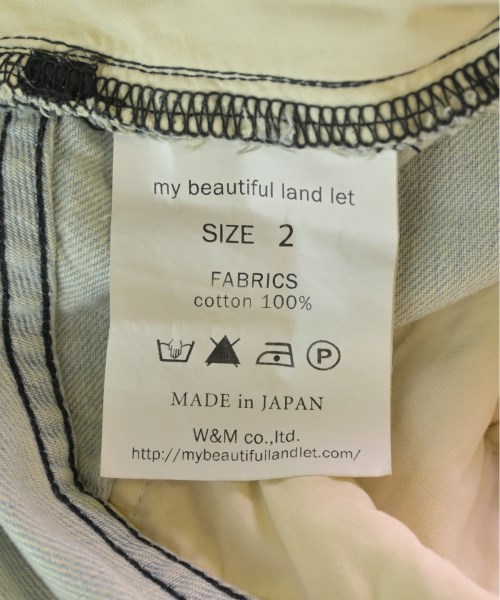 my beautiful land let
SIZE 2
FABRICS
cotton 100%
P
MADE in JAPAN
W&M co.,ltd.
http://mybeautifullandlet.com/